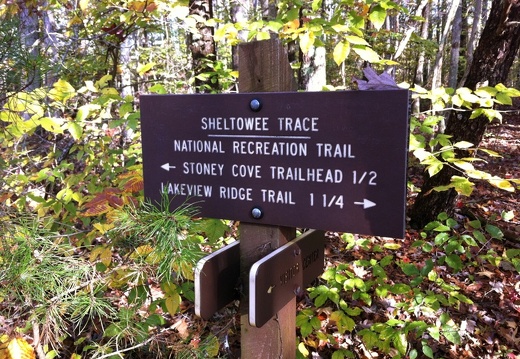 SHELTOWEE TRACE
NATIONAL RECREATION TRAIL
← STONEY COVE TRAILHEAD 1/2
LAKEVIEW RIDGE TRAIL 1 1/4 →